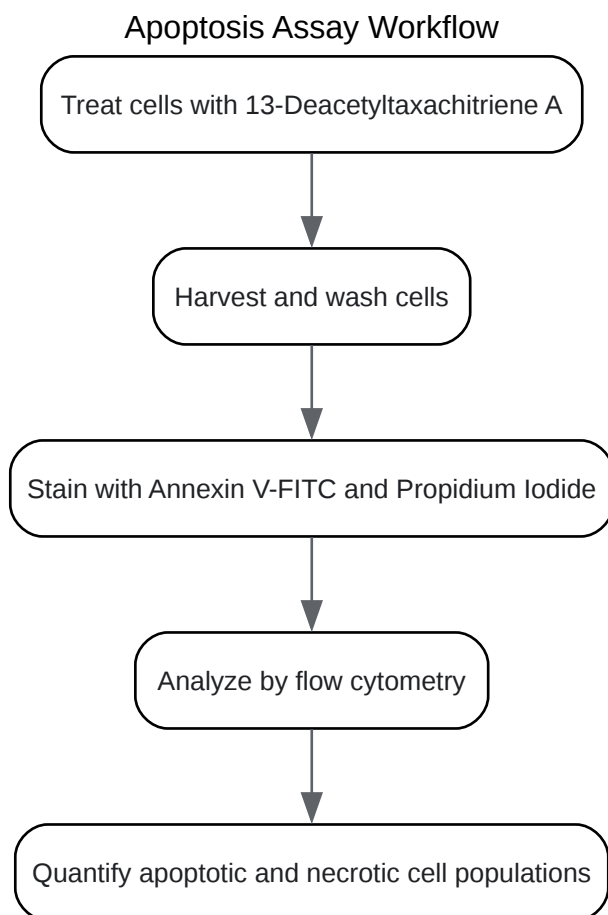 Apoptosis Assay Workflow
Treat cells with 13-Deacetyltaxachitriene A
Harvest and wash cells
Stain with Annexin V-FITC and Propidium Iodide
Analyze by flow cytometry
Quantify apoptotic and necrotic cell populations